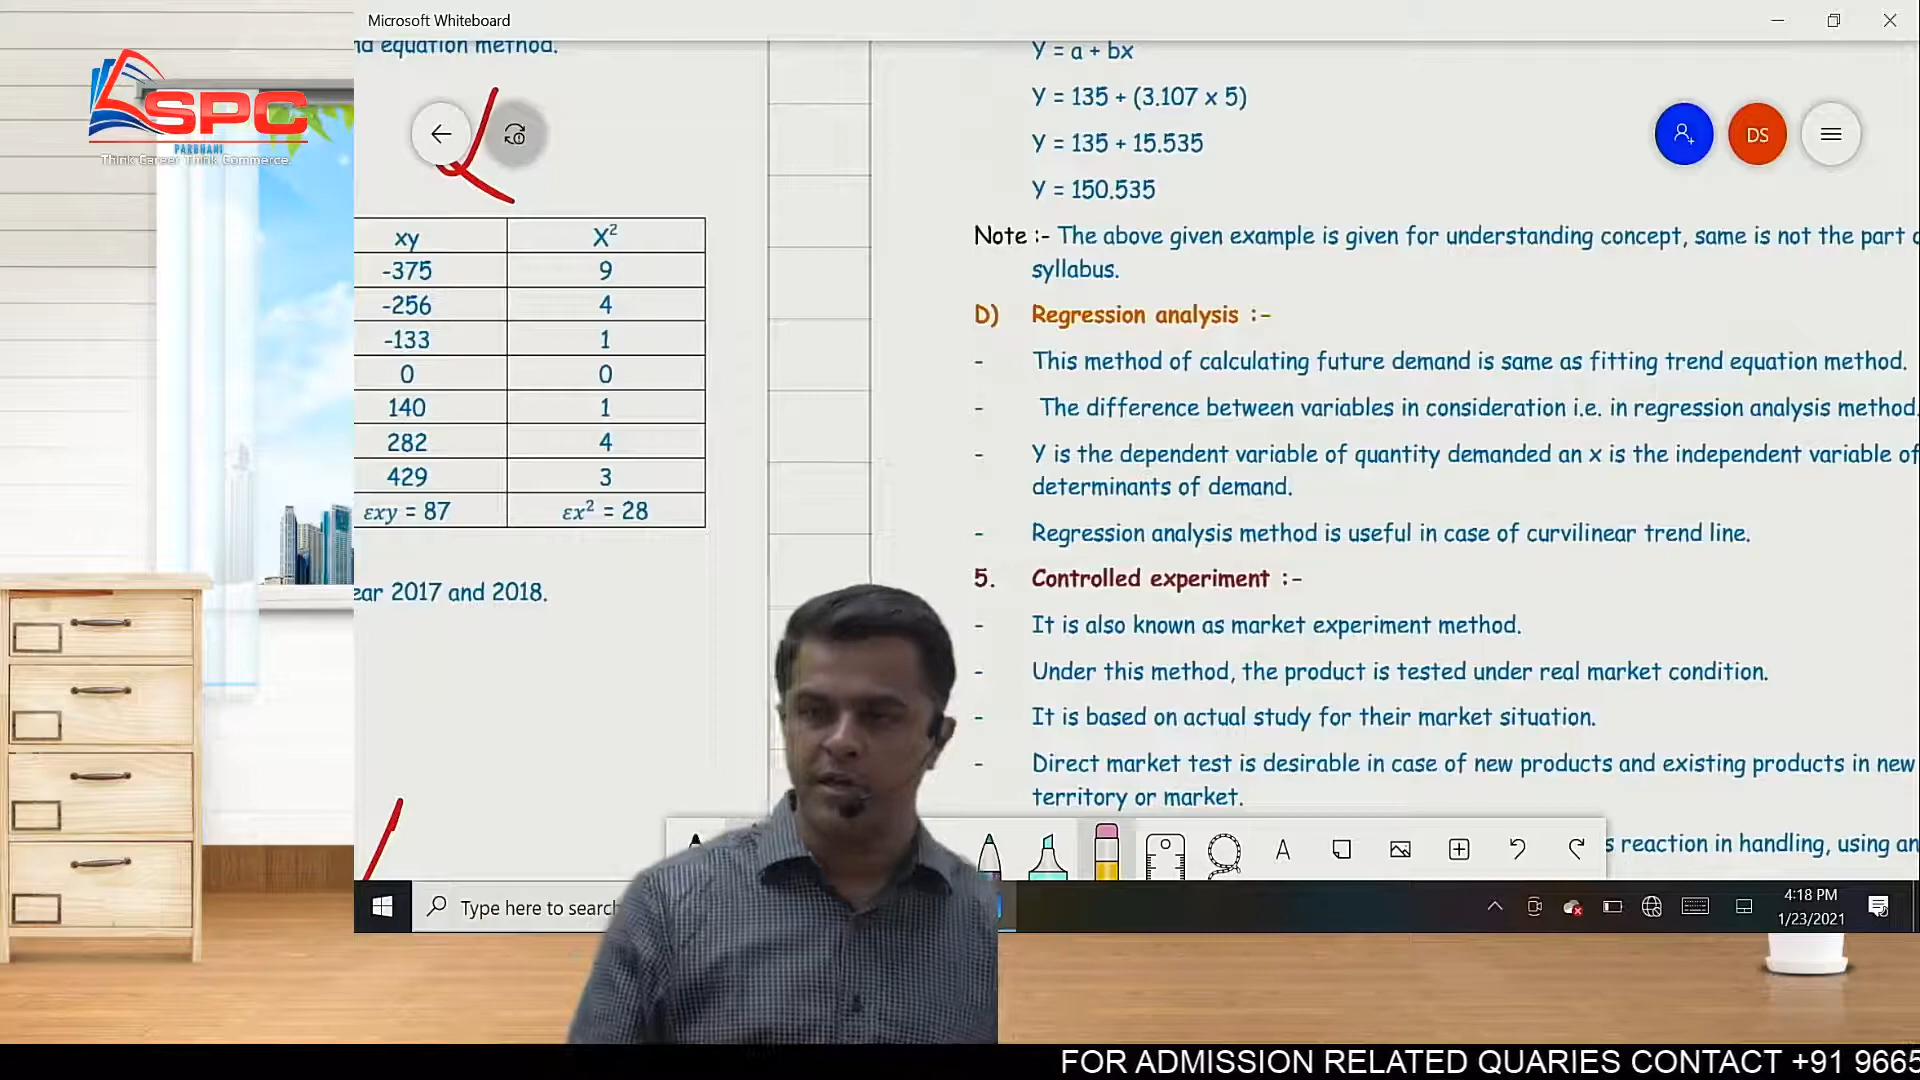 Microsoft Whiteboard
nd equation method.
SPC
PARBHANI
Think Career Think Commerce.
xy X²
-375 9
-256 4
-133 1
0 0
140 1
282 4
429 3
εxy = 87 εx² = 28
ear 2017 and 2018.
Y = a + bx
Y = 135 + (3.107 x 5)
Y = 135 + 15.535
Y = 150.535
DS
Note :- The above given example is given for understanding concept, same is not the part
syllabus.
D) Regression analysis :-
- This method of calculating future demand is same as fitting trend equation method.
- The difference between variables in consideration i.e. in regression analysis method.
- Y is the dependent variable of quantity demanded an x is the independent variable of
determinants of demand.
- Regression analysis method is useful in case of curvilinear trend line.
5. Controlled experiment :-
- It is also known as market experiment method.
- Under this method, the product is tested under real market condition.
- It is based on actual study for their market situation.
- Direct market test is desirable in case of new products and existing products in new
territory or market.
s reaction in handling, using an
Type here to search
4:18 PM
1/23/2021
FOR ADMISSION RELATED QUARIES CONTACT +91 9665